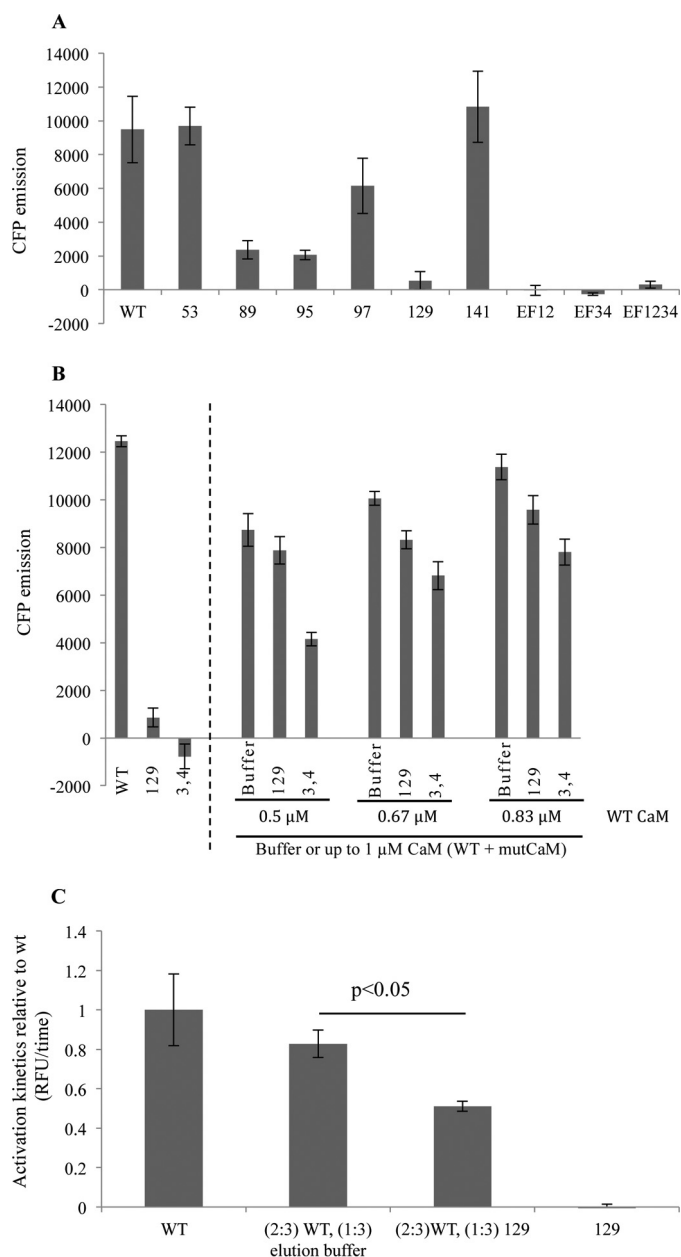 A
14000
12000
10000
8000
6000
4000
2000
0
-2000
CFP emission
WT 53 89 95 97 129 141 EF12 EF34 EF1234
B
14000
12000
10000
8000
6000
4000
2000
0
-2000
CFP emission
WT 129 3,4 Buffer 129 3,4 Buffer 129 3,4 Buffer 129 3,4
0.5 μM 0.67 μM 0.83 μM WT CaM
Buffer or up to 1 μM CaM (WT + mutCaM)
C
1.4
1.2
1
0.8
0.6
0.4
0.2
0
Activation kinetics relative to wt
(RFU/time)
p<0.05
WT (2:3) WT, (1:3) (2:3)WT, (1:3) 129 129
elution buffer